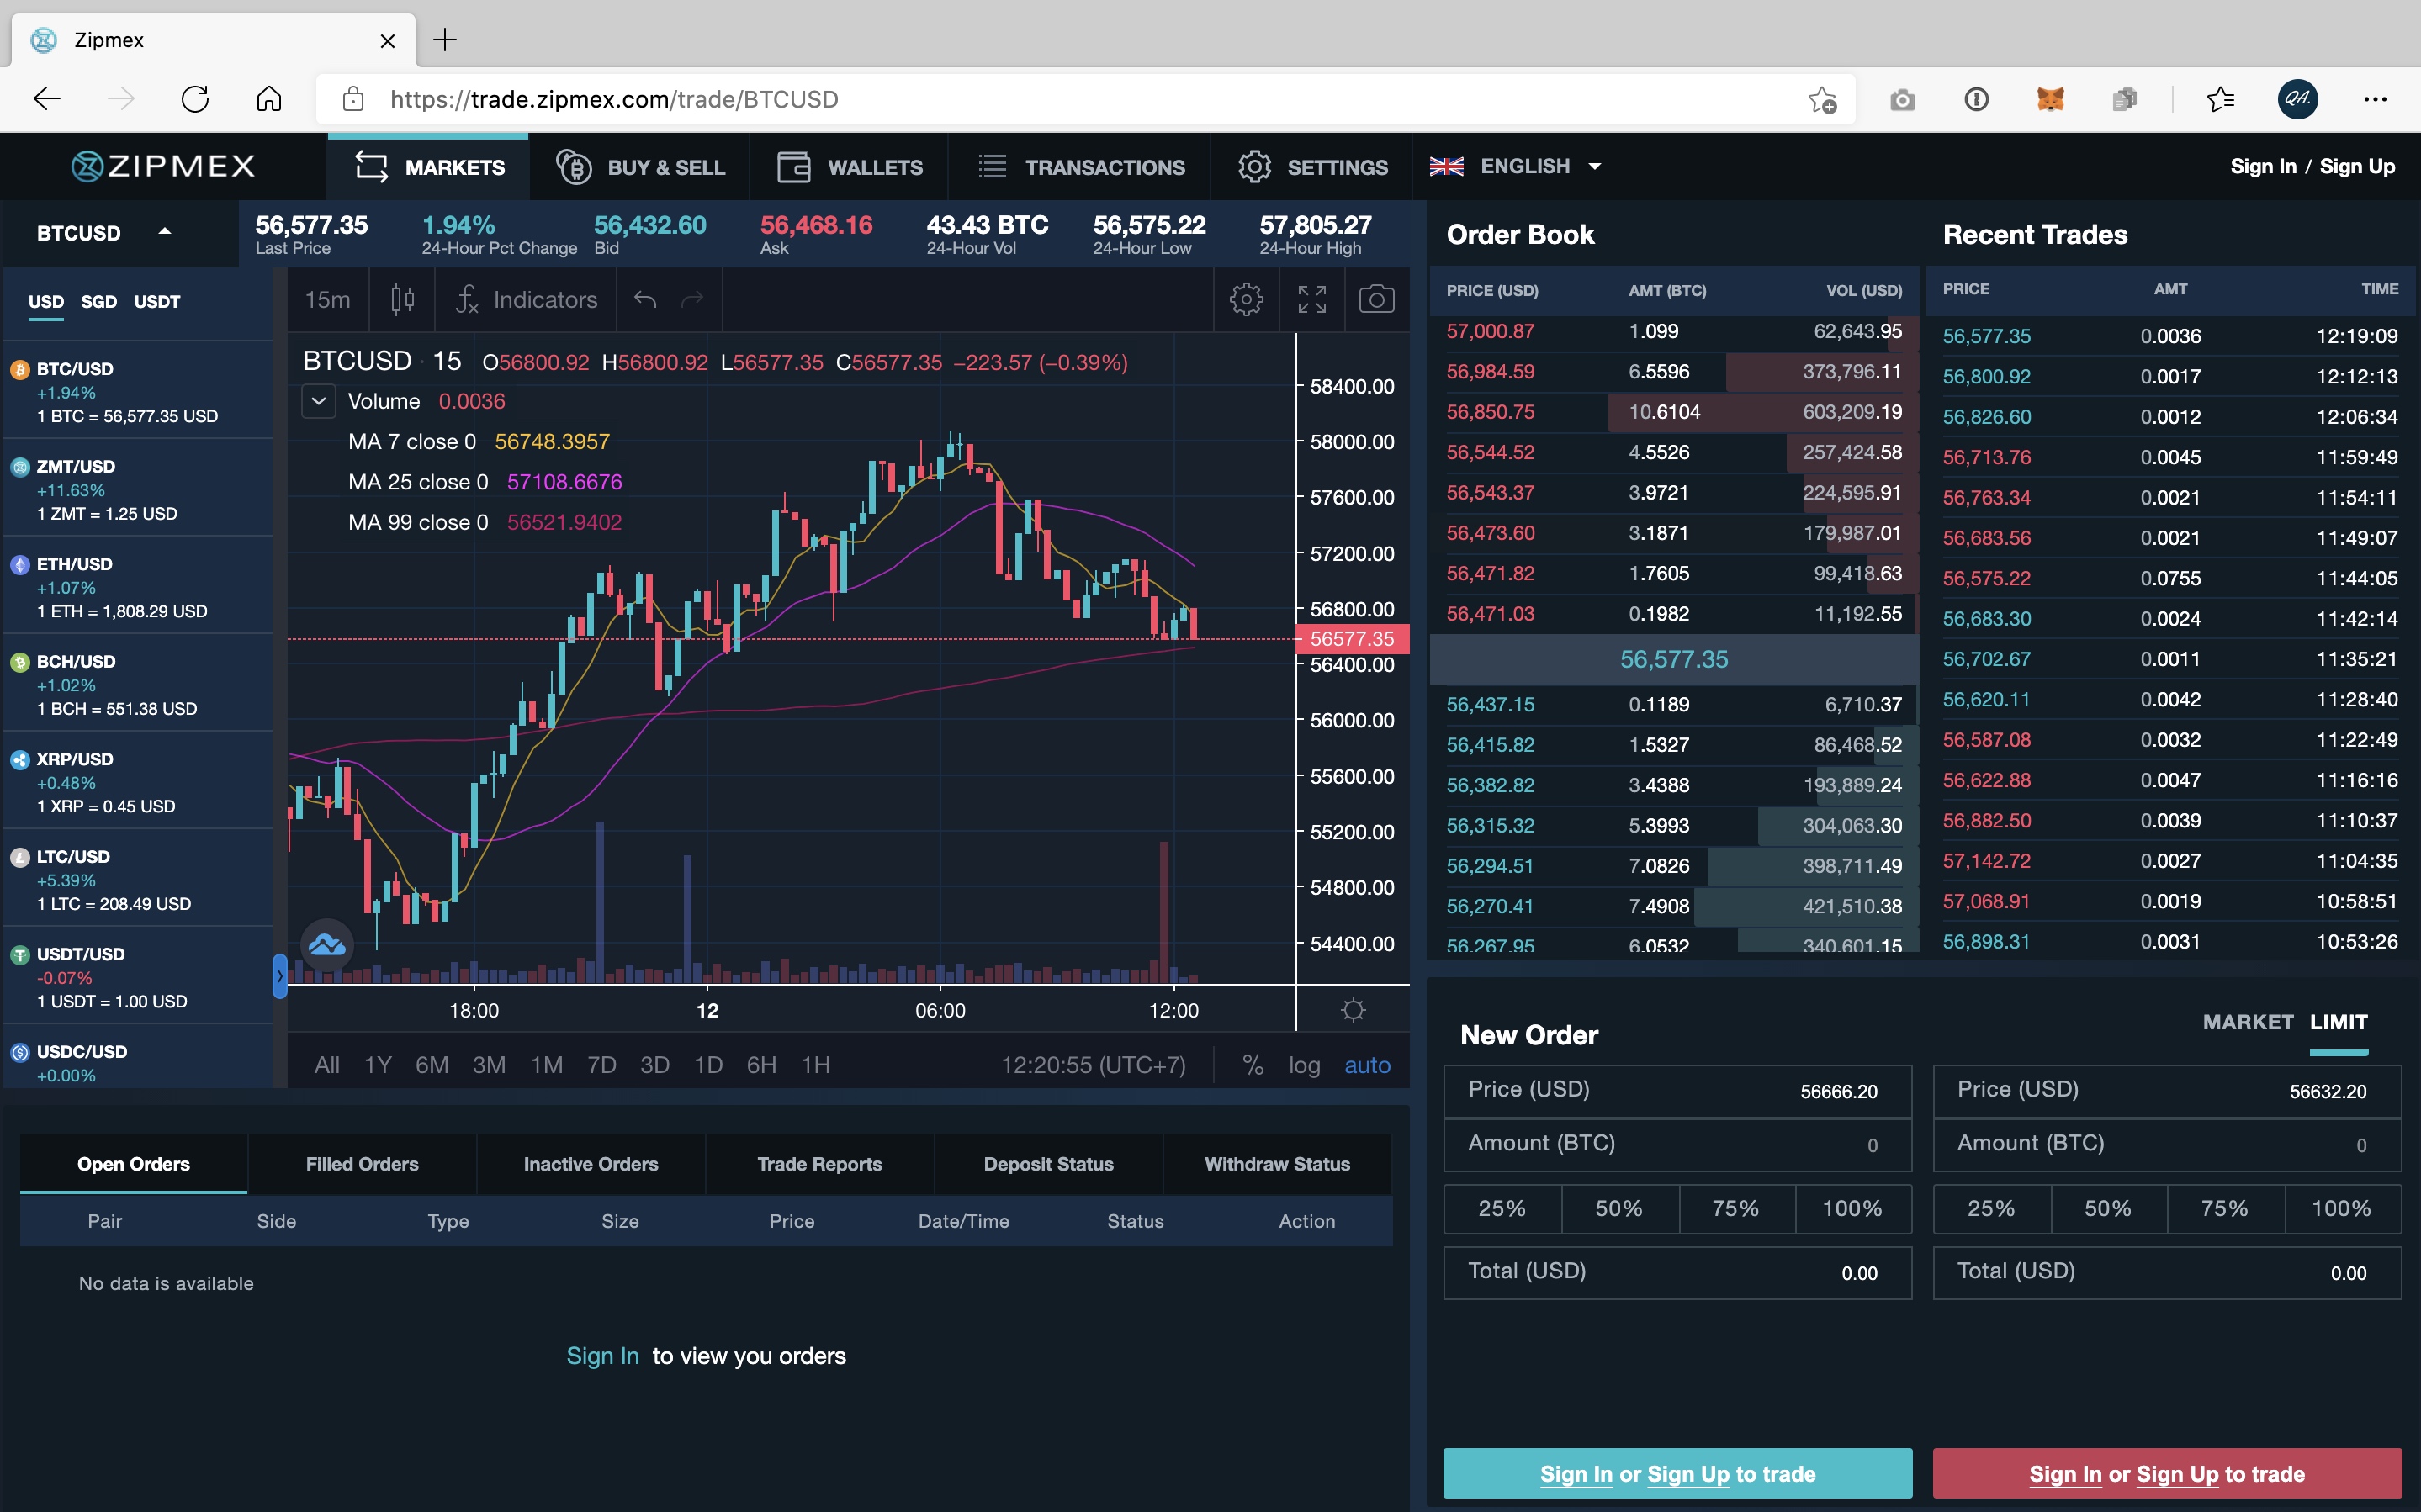 Zipmex
https://trade.zipmex.com/trade/BTCUSD
QA.
ZIPMEX
MARKETS
BUY & SELL
WALLETS
TRANSACTIONS
SETTINGS
ENGLISH
Sign In / Sign Up
BTCUSD
56,577.35
Last Price
1.94%
24-Hour Pct Change
56,432.60
Bid
56,468.16
Ask
43.43 BTC
24-Hour Vol
56,575.22
24-Hour Low
57,805.27
24-Hour High
USD SGD USDT
BTC/USD
+1.94%
1 BTC = 56,577.35 USD
ZMT/USD
+11.63%
1 ZMT = 1.25 USD
ETH/USD
+1.07%
1 ETH = 1,808.29 USD
BCH/USD
+1.02%
1 BCH = 551.38 USD
XRP/USD
+0.48%
1 XRP = 0.45 USD
LTC/USD
+5.39%
1 LTC = 208.49 USD
USDT/USD
-0.07%
1 USDT = 1.00 USD
USDC/USD
+0.00%
15m
Indicators
BTCUSD · 15 O56800.92 H56800.92 L56577.35 C56577.35 −223.57 (−0.39%)
Volume 0.0036
MA 7 close 0 56748.3957
MA 25 close 0 57108.6676
MA 99 close 0 56521.9402
58400.00
58000.00
57600.00
57200.00
56800.00
56577.35
56400.00
56000.00
55600.00
55200.00
54800.00
54400.00
18:00 12 06:00 12:00
All 1Y 6M 3M 1M 7D 3D 1D 6H 1H
12:20:55 (UTC+7)
% log auto
Order Book
PRICE (USD) AMT (BTC) VOL (USD)
57,000.87 1.099 62,643.95
56,984.59 6.5596 373,796.11
56,850.75 10.6104 603,209.19
56,544.52 4.5526 257,424.58
56,543.37 3.9721 224,595.91
56,473.60 3.1871 179,987.01
56,471.82 1.7605 99,418.63
56,471.03 0.1982 11,192.55
56,577.35
56,437.15 0.1189 6,710.37
56,415.82 1.5327 86,468.52
56,382.82 3.4388 193,889.24
56,315.32 5.3993 304,063.30
56,294.51 7.0826 398,711.49
56,270.41 7.4908 421,510.38
56,267.95 6.0532 340,601.15
Recent Trades
PRICE AMT TIME
56,577.35 0.0036 12:19:09
56,800.92 0.0017 12:12:13
56,826.60 0.0012 12:06:34
56,713.76 0.0045 11:59:49
56,763.34 0.0021 11:54:11
56,683.56 0.0021 11:49:07
56,575.22 0.0755 11:44:05
56,683.30 0.0024 11:42:14
56,702.67 0.0011 11:35:21
56,620.11 0.0042 11:28:40
56,587.08 0.0032 11:22:49
56,622.88 0.0047 11:16:16
56,882.50 0.0039 11:10:37
57,142.72 0.0027 11:04:35
57,068.91 0.0019 10:58:51
56,898.31 0.0031 10:53:26
Open Orders
Filled Orders
Inactive Orders
Trade Reports
Deposit Status
Withdraw Status
Pair Side Type Size Price Date/Time Status Action
No data is available
Sign In to view you orders
New Order
MARKET LIMIT
Price (USD) 56666.20
Amount (BTC) 0
25% 50% 75% 100%
Total (USD) 0.00
Sign In or Sign Up to trade
Price (USD) 56632.20
Amount (BTC) 0
25% 50% 75% 100%
Total (USD) 0.00
Sign In or Sign Up to trade